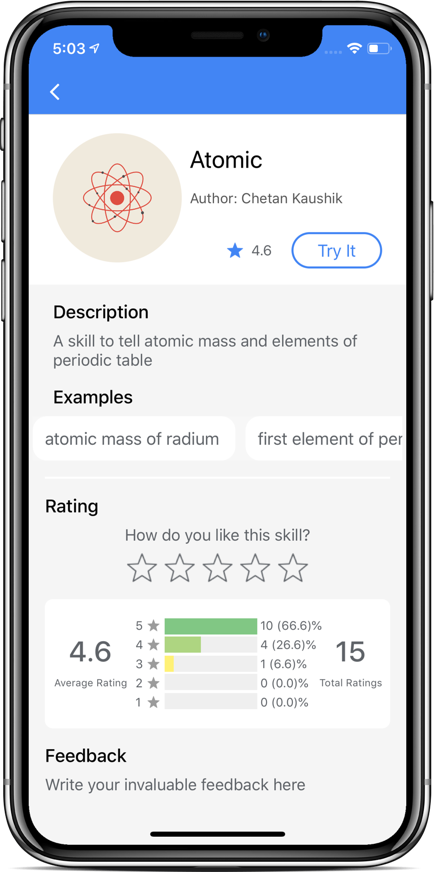 5:03
Atomic
Author: Chetan Kaushik
4.6
Try It
Description
A skill to tell atomic mass and elements of
periodic table
Examples
atomic mass of radium
first element of per
Rating
How do you like this skill?
5 ★ 10 (66.6)%
4 ★ 4 (26.6)%
3 ★ 1 (6.6)%
2 ★ 0 (0.0)%
1 ★ 0 (0.0)%
4.6
Average Rating
15
Total Ratings
Feedback
Write your invaluable feedback here